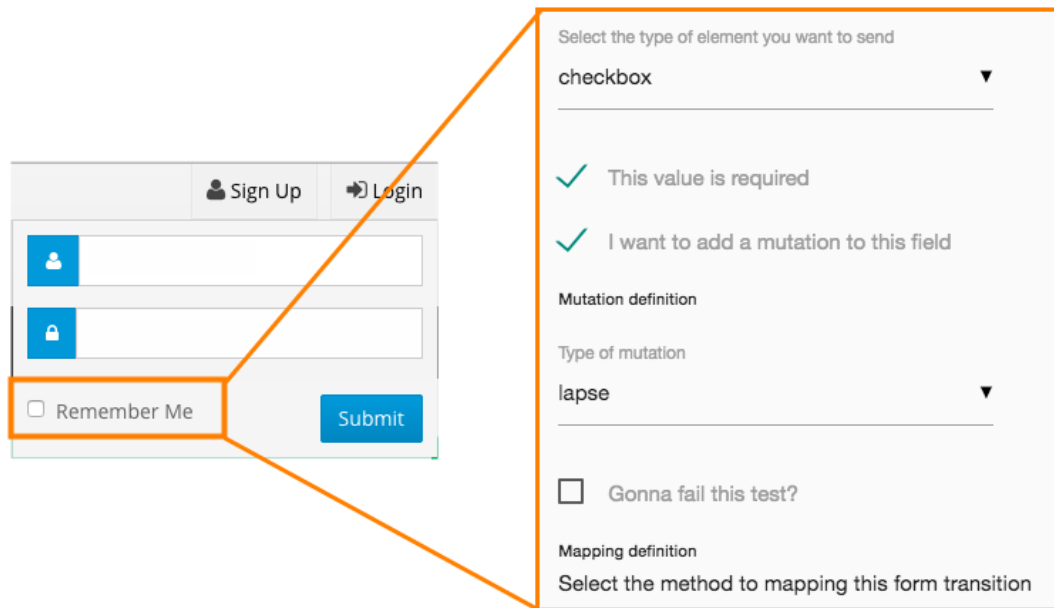 Sign Up
Login
Remember Me
Submit
Select the type of element you want to send
checkbox
This value is required
I want to add a mutation to this field
Mutation definition
Type of mutation
lapse
Gonna fail this test?
Mapping definition
Select the method to mapping this form transition